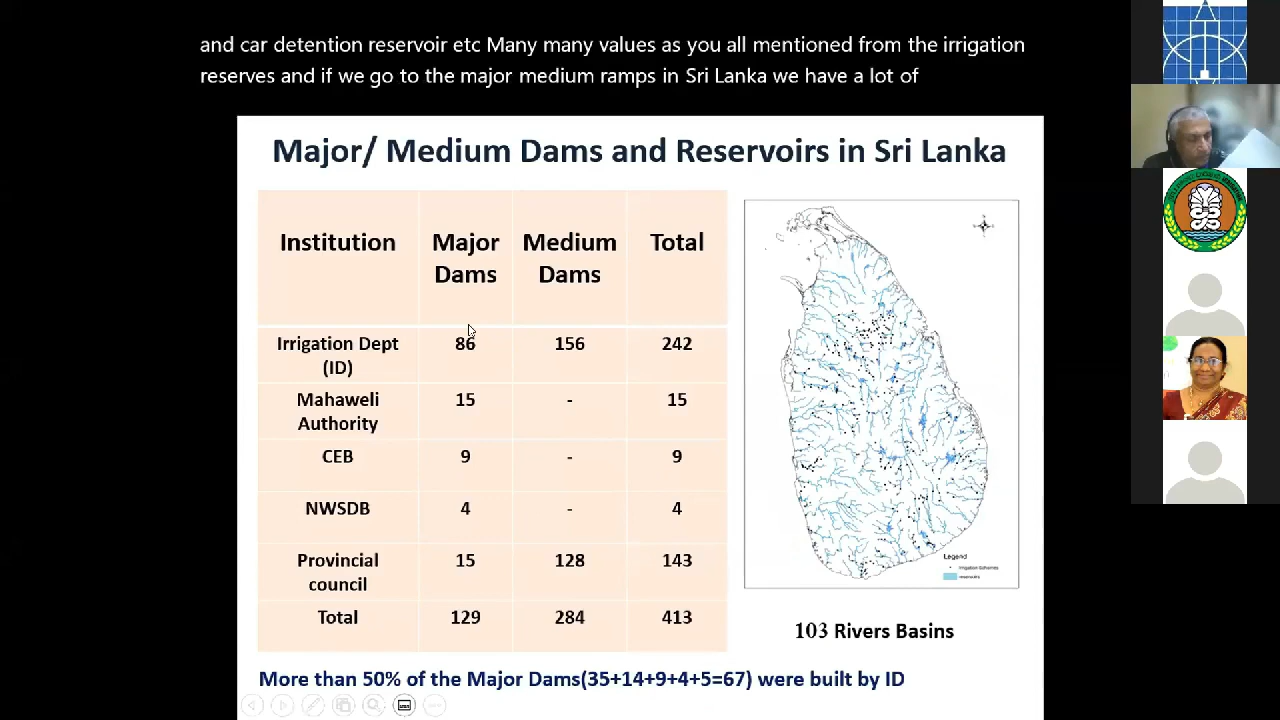 and car detention reservoir etc Many many values as you all mentioned from the irrigation
reserves and if we go to the major medium ramps in Sri Lanka we have a lot of
Major/ Medium Dams and Reservoirs in Sri Lanka
Institution Major Dams Medium Dams Total
Irrigation Dept (ID) 86 156 242
Mahaweli Authority 15 - 15
CEB 9 - 9
NWSDB 4 - 4
Provincial council 15 128 143
Total 129 284 413
Legend
Irrigation Schemes
103 Rivers Basins
More than 50% of the Major Dams(35+14+9+4+5=67) were built by ID